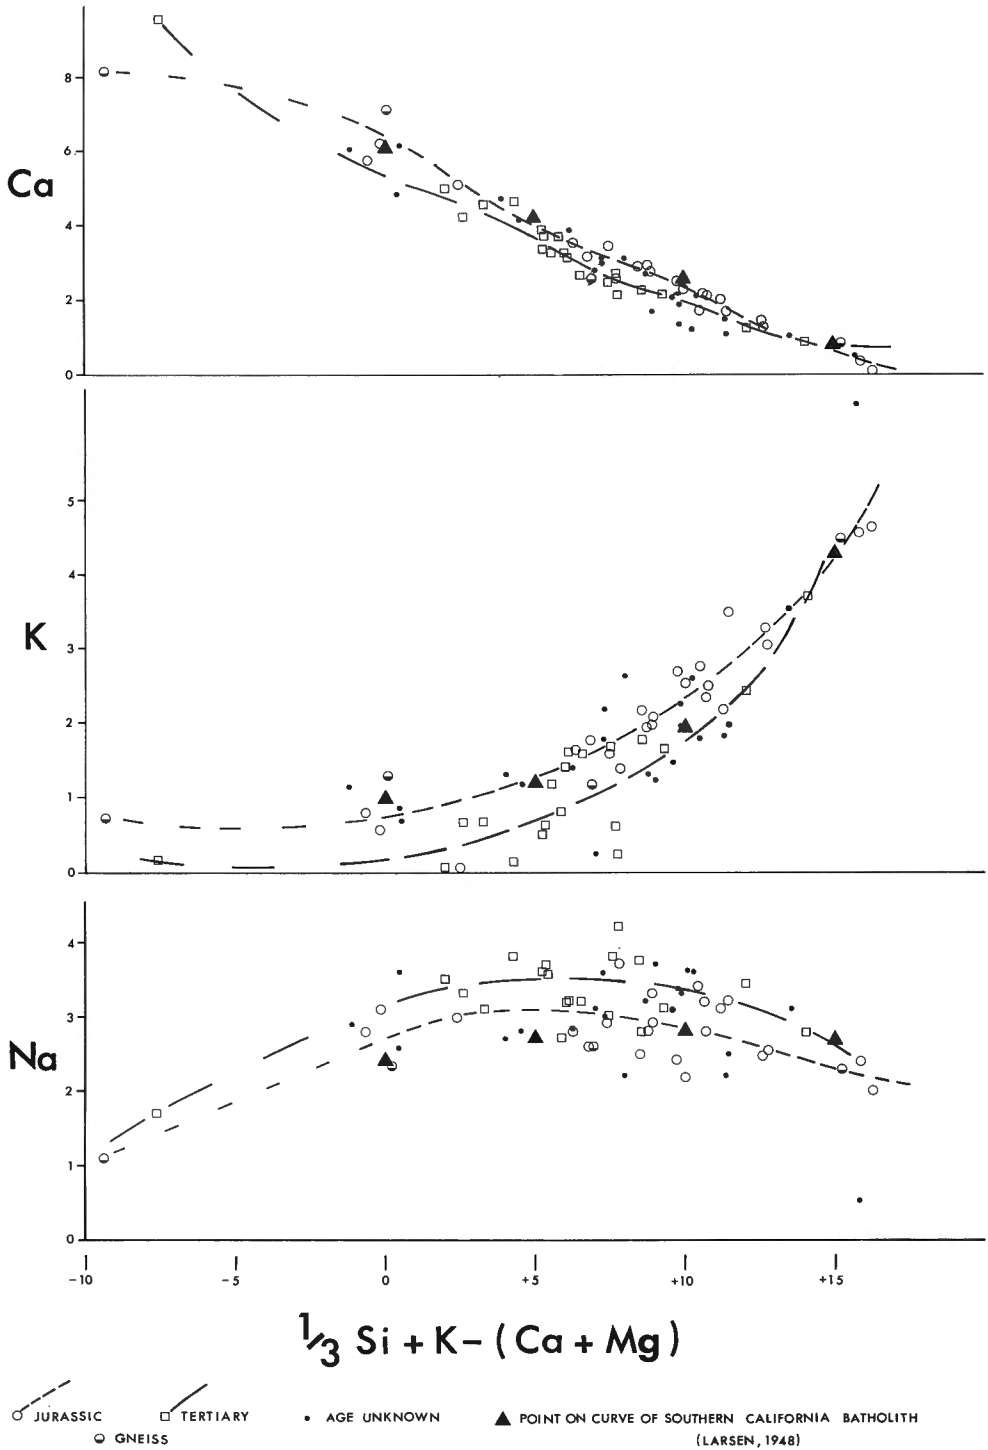 8
6
Ca
4
2
0
5
4
K
3
2
1
0
4
3
Na
2
1
0
-10 -5 0 +5 +10 +15
1/3 Si + K - ( Ca + Mg )
JURASSIC TERTIARY AGE UNKNOWN POINT ON CURVE OF SOUTHERN CALIFORNIA BATHOLITH
GNEISS (LARSEN, 1948)